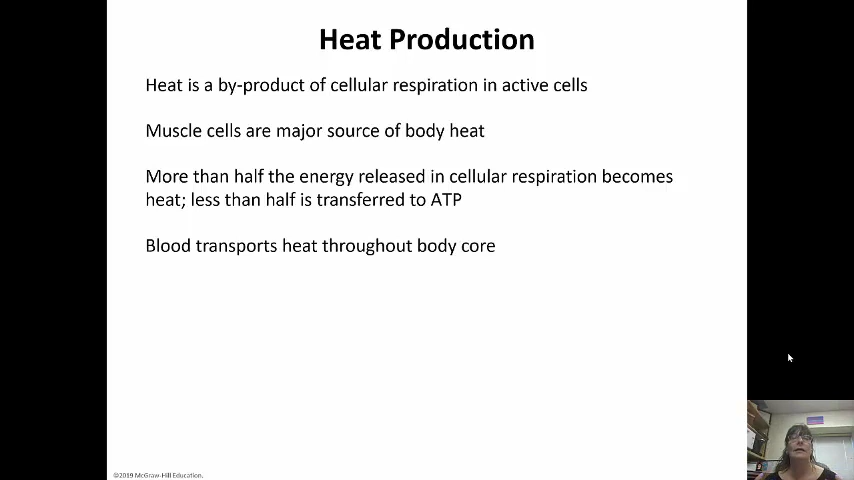 Heat Production
Heat is a by-product of cellular respiration in active cells
Muscle cells are major source of body heat
More than half the energy released in cellular respiration becomes
heat; less than half is transferred to ATP
Blood transports heat throughout body core
©2019 McGraw-Hill Education.